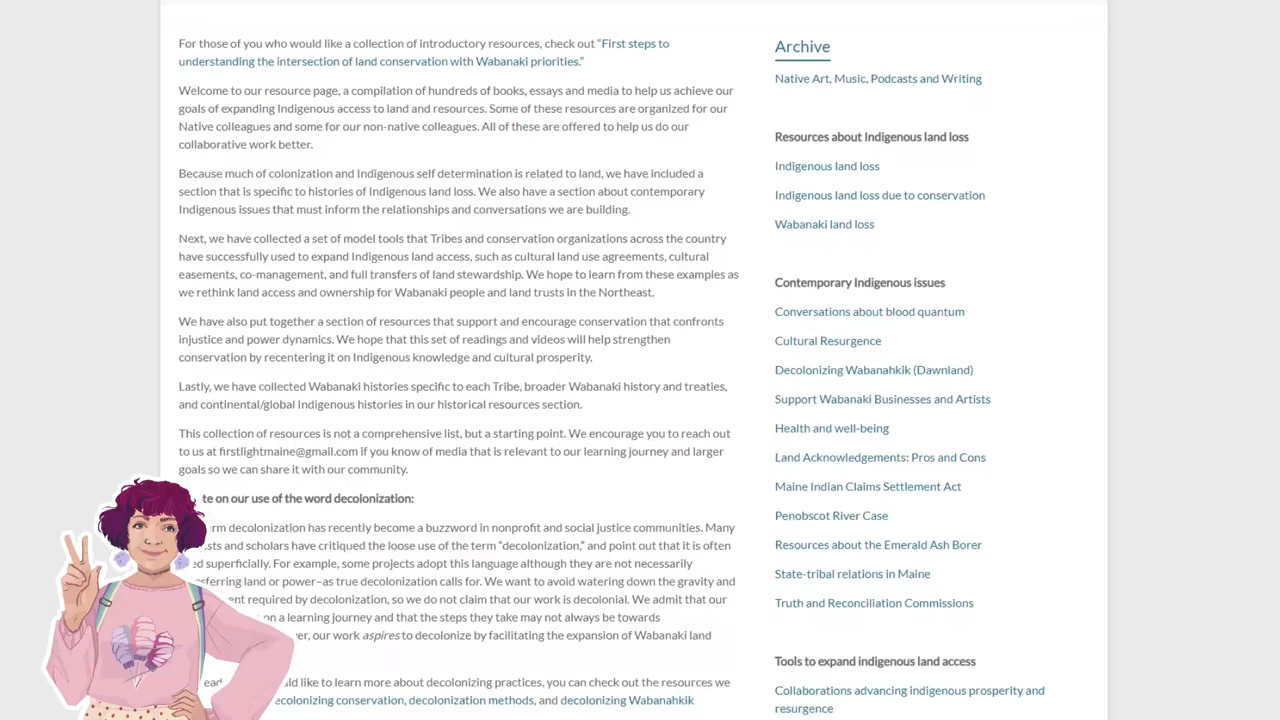 For those of you who would like a collection of introductory resources, check out “First steps to
understanding the intersection of land conservation with Wabanaki priorities.”
Welcome to our resource page, a compilation of hundreds of books, essays and media to help us achieve our
goals of expanding Indigenous access to land and resources. Some of these resources are organized for our
Native colleagues and some for our non-native colleagues. All of these are offered to help us do our
collaborative work better.
Because much of colonization and Indigenous self determination is related to land, we have included a
section that is specific to histories of Indigenous land loss. We also have a section about contemporary
Indigenous issues that must inform the relationships and conversations we are building.
Next, we have collected a set of model tools that Tribes and conservation organizations across the country
have successfully used to expand Indigenous land access, such as cultural land use agreements, cultural
easements, co-management, and full transfers of land stewardship. We hope to learn from these examples as
we rethink land access and ownership for Wabanaki people and land trusts in the Northeast.
We have also put together a section of resources that support and encourage conservation that confronts
injustice and power dynamics. We hope that this set of readings and videos will help strengthen
conservation by recentering it on Indigenous knowledge and cultural prosperity.
Lastly, we have collected Wabanaki histories specific to each Tribe, broader Wabanaki history and treaties,
and continental/global Indigenous histories in our historical resources section.
This collection of resources is not a comprehensive list, but a starting point. We encourage you to reach out
to us at firstlightmaine@gmail.com if you know of media that is relevant to our learning journey and larger
goals so we can share it with our community.
on our use of the word decolonization:
decolonization has recently become a buzzword in nonprofit and social justice communities. Many
and scholars have critiqued the loose use of the term “decolonization,” and point out that it is often
superficially. For example, some projects adopt this language although they are not necessarily
land or power–as true decolonization calls for. We want to avoid watering down the gravity and
required by decolonization, so we do not claim that our work is decolonial. We admit that our
on a learning journey and that the steps they take may not always be towards
our work aspires to decolonize by facilitating the expansion of Wabanaki land
like to learn more about decolonizing practices, you can check out the resources we
conservation, decolonization methods, and decolonizing Wabanahkik
Archive
Native Art, Music, Podcasts and Writing
Resources about Indigenous land loss
Indigenous land loss
Indigenous land loss due to conservation
Wabanaki land loss
Contemporary Indigenous issues
Conversations about blood quantum
Cultural Resurgence
Decolonizing Wabanahkik (Dawnland)
Support Wabanaki Businesses and Artists
Health and well-being
Land Acknowledgements: Pros and Cons
Maine Indian Claims Settlement Act
Penobscot River Case
Resources about the Emerald Ash Borer
State-tribal relations in Maine
Truth and Reconciliation Commissions
Tools to expand indigenous land access
Collaborations advancing indigenous prosperity and
resurgence